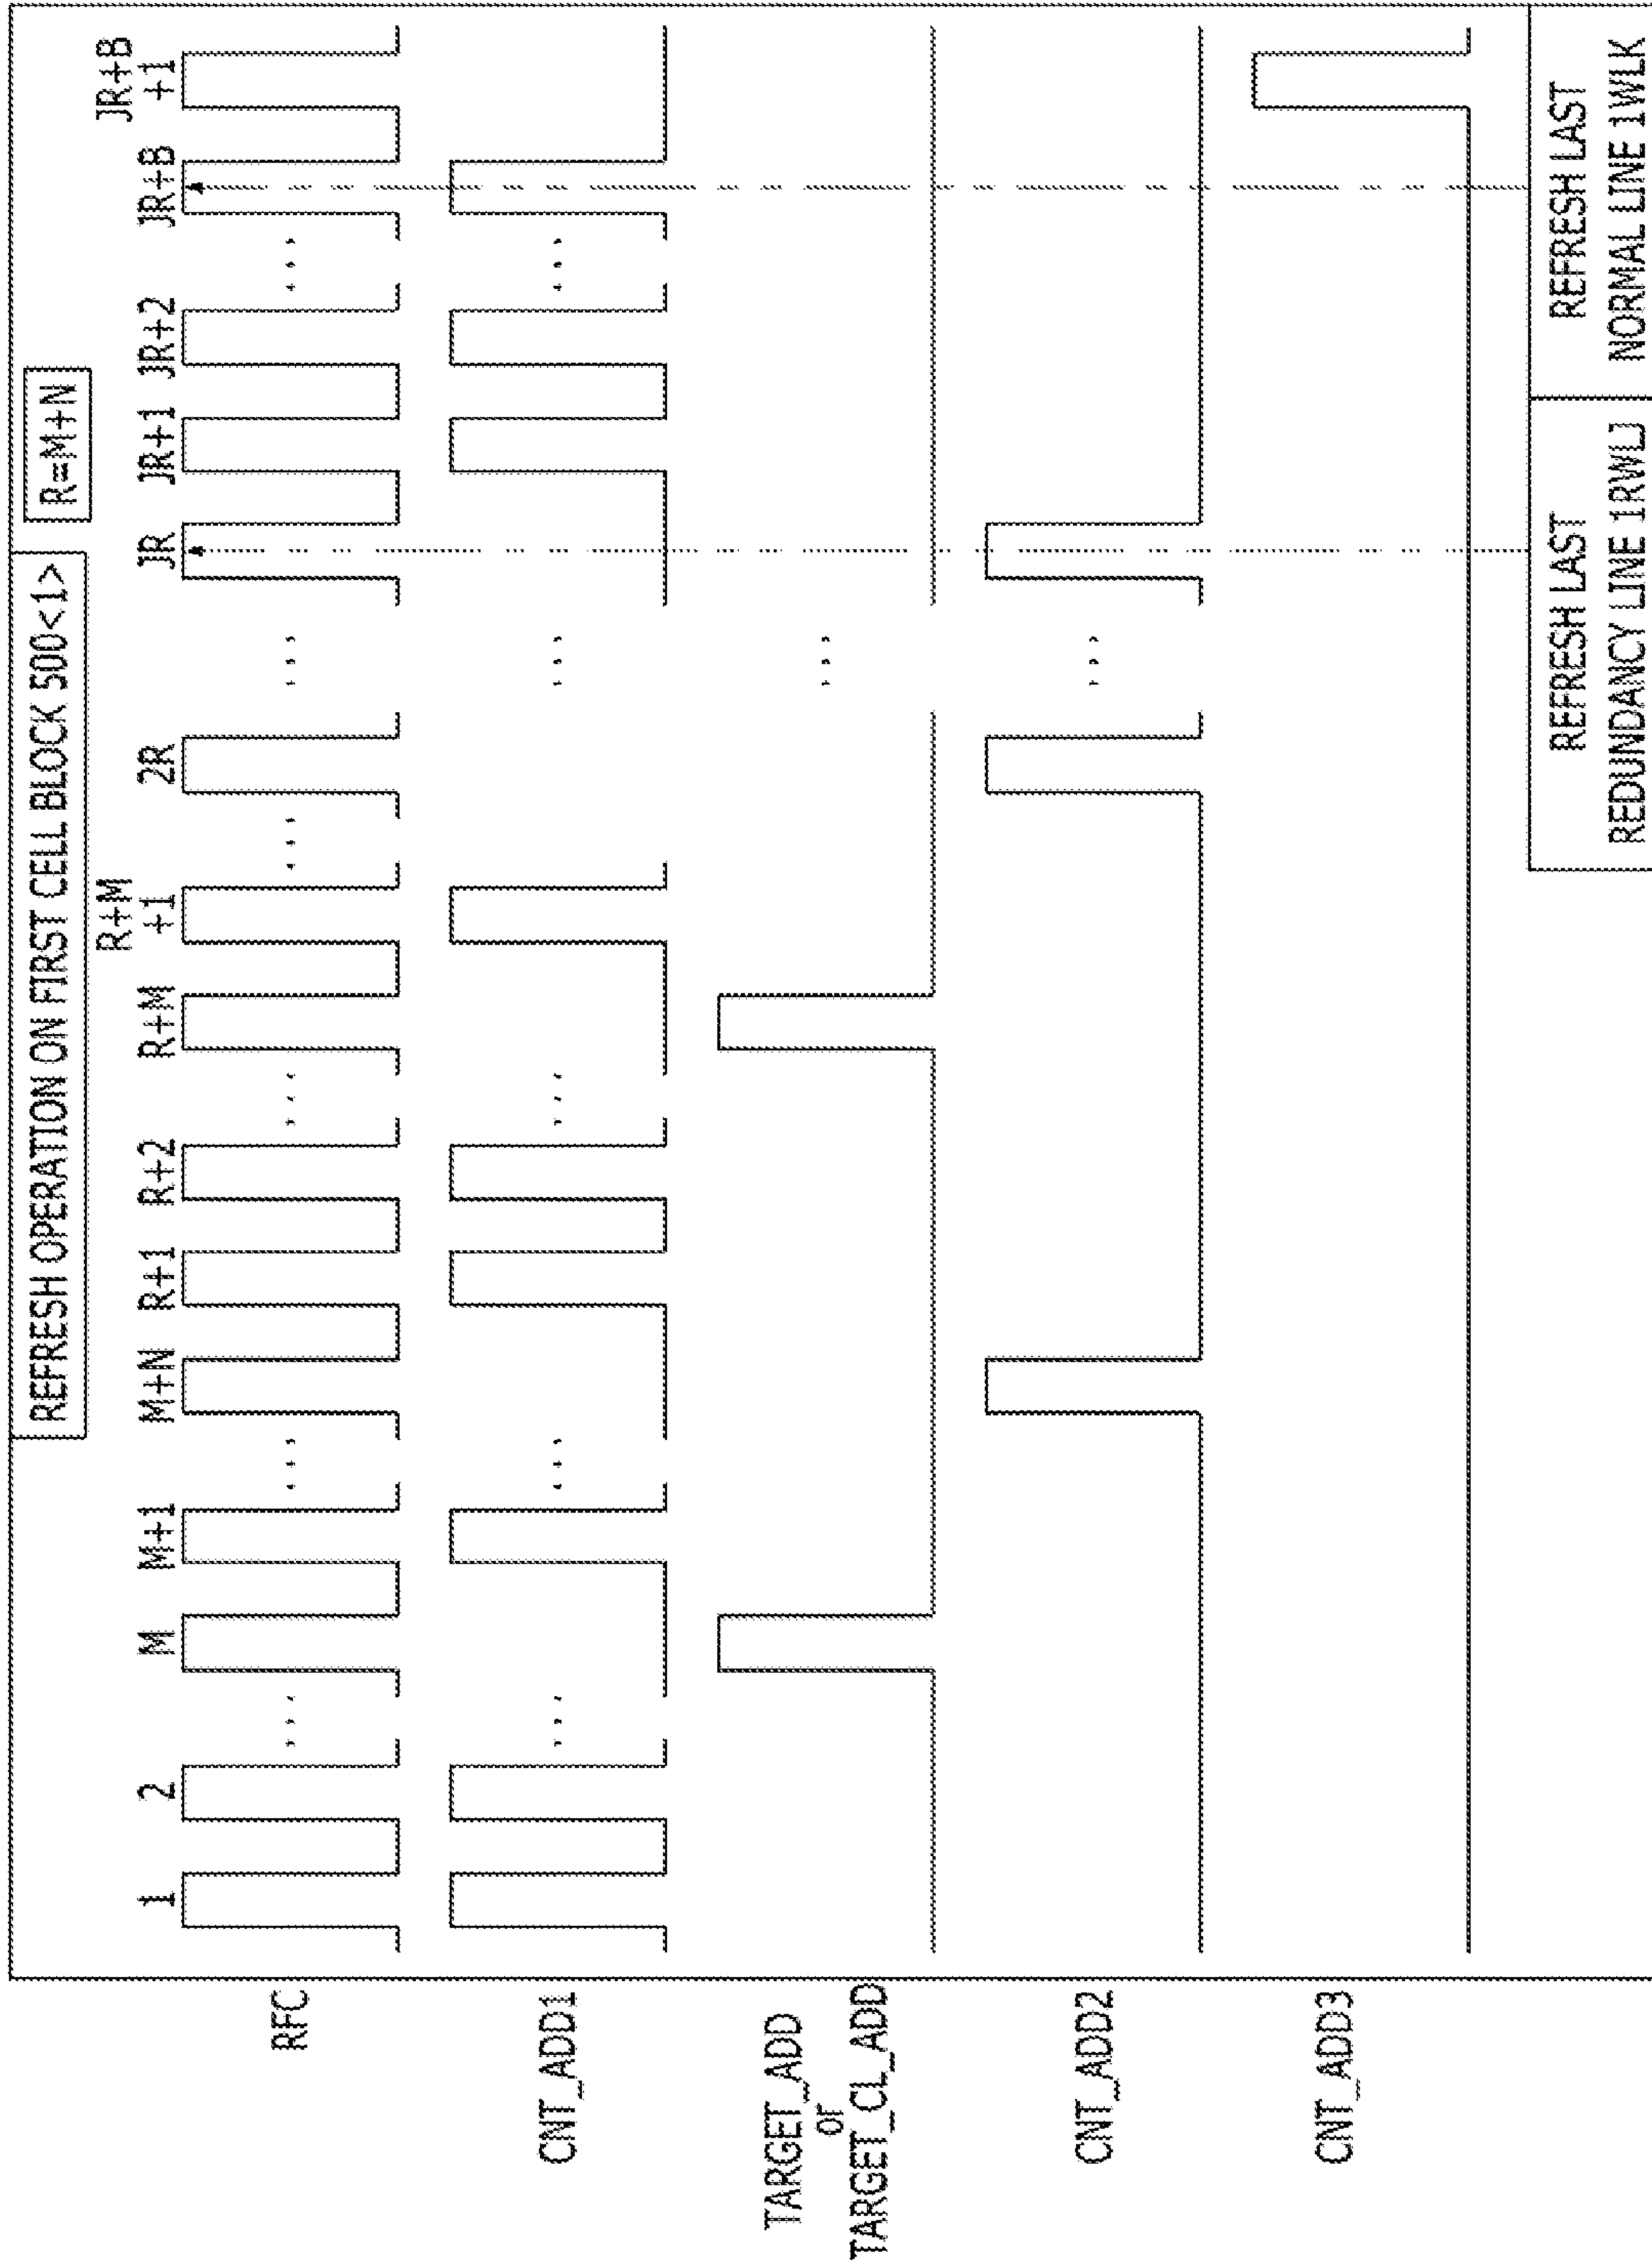 REFRESH OPERATION ON FIRST CELL BLOCK 500<1>
R=M+N
1
2
M
M+1
M+N
R+1
R+2
R+M
R+M
+1
2R
JR
JR+1
JR+2
JR+B
JR+B
+1
RFC
CNT_ADD1
TARGET_ADD
or
TARGET_CL_ADD
CNT_ADD2
CNT_ADD3
REFRESH LAST
REDUNDANCY LINE 1RWLJ
REFRESH LAST
NORMAL LINE 1WLK